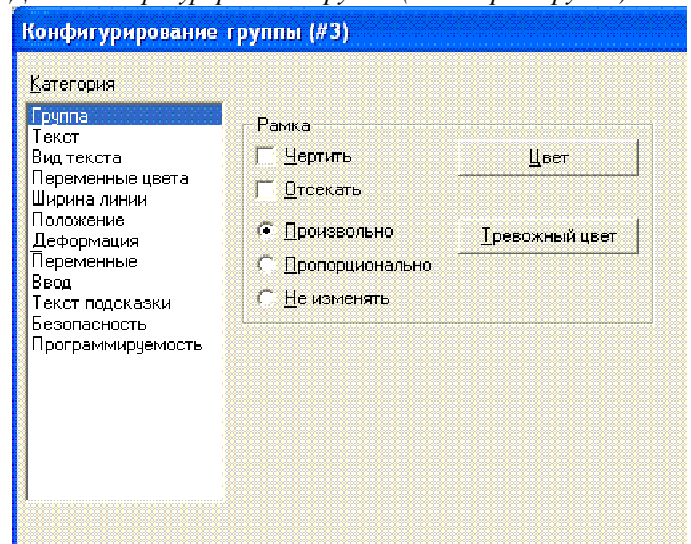 Конфигурирование группы (#3)
Категория
Группа
Текст
Вид текста
Переменные цвета
Ширина линии
Положение
Деформация
Переменные
Ввод
Текст подсказки
Безопасность
Программируемость
Рамка
Чертить
Цвет
Отсекать
Произвольно
Тревожный цвет
Пропорционально
Не изменять